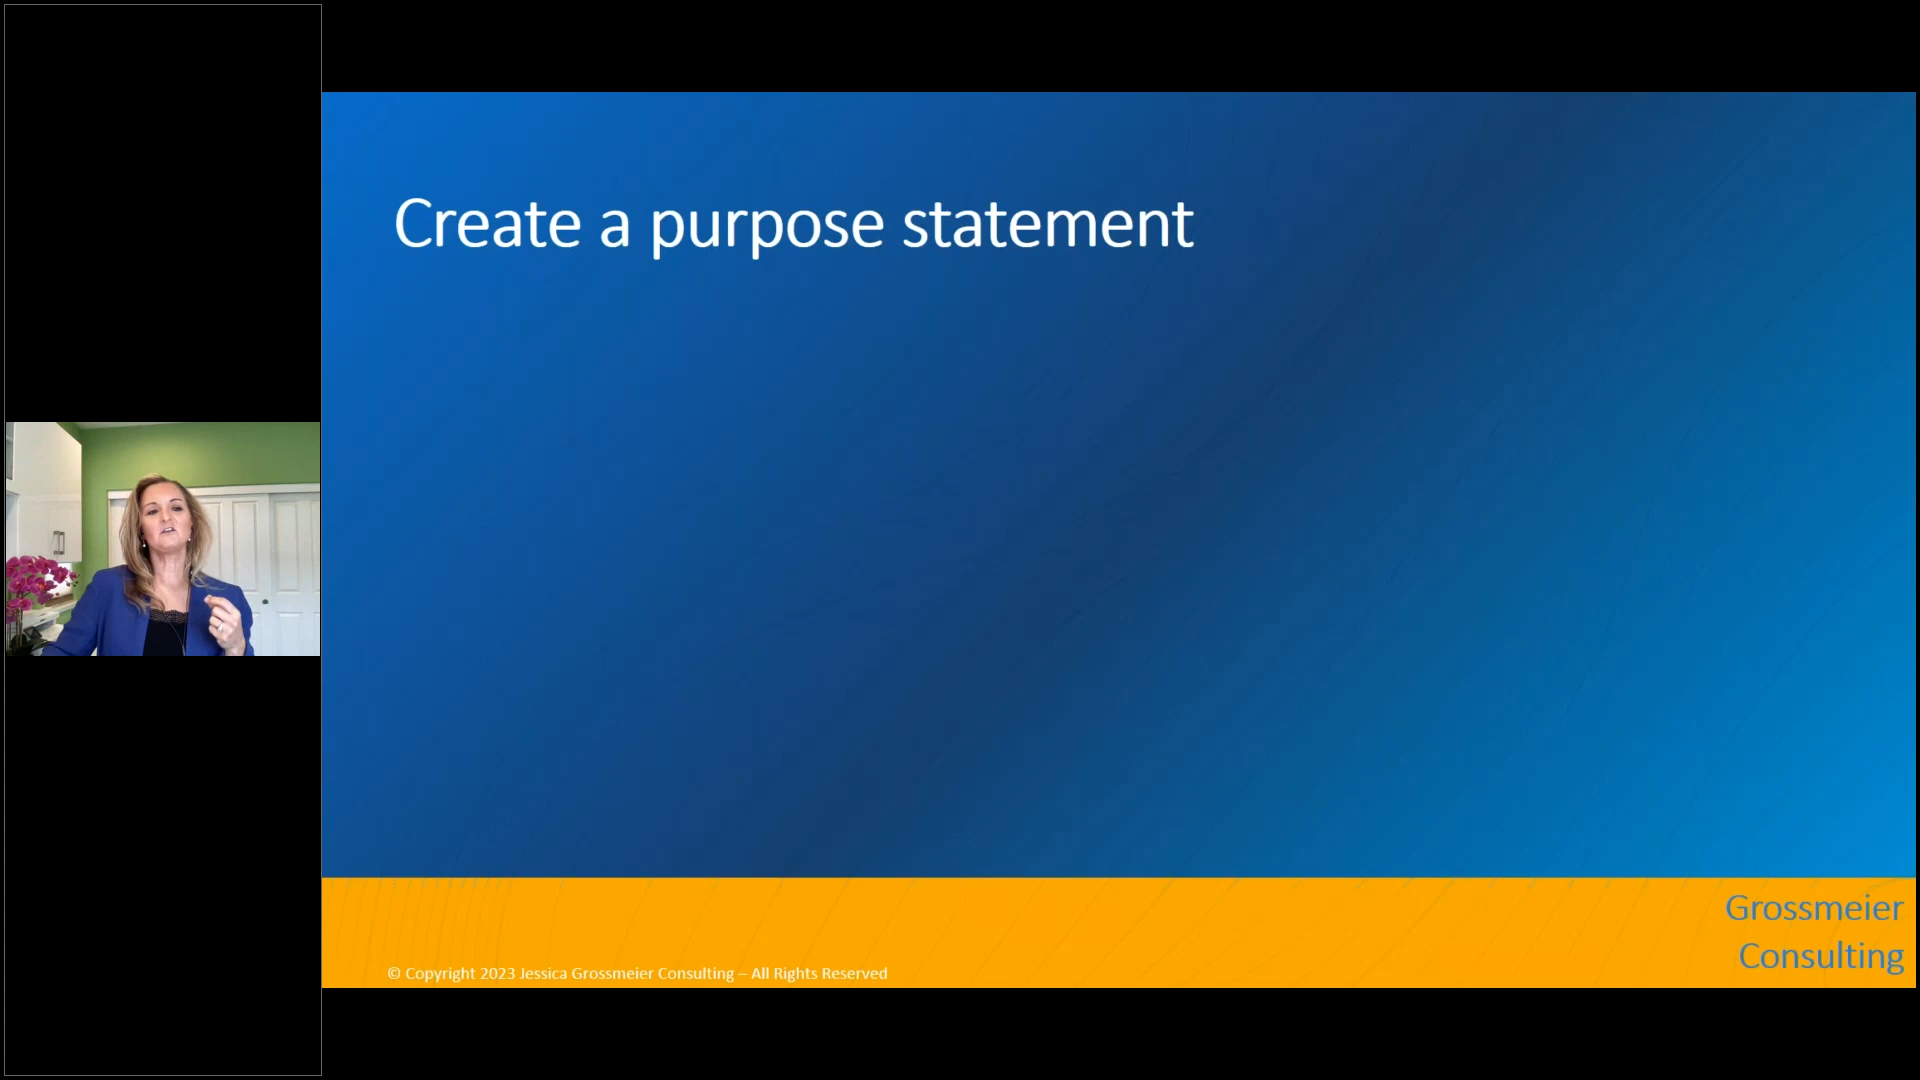 Create a purpose statement
Grossmeier
Consulting
© Copyright 2023 Jessica Grossmeier Consulting – All Rights Reserved